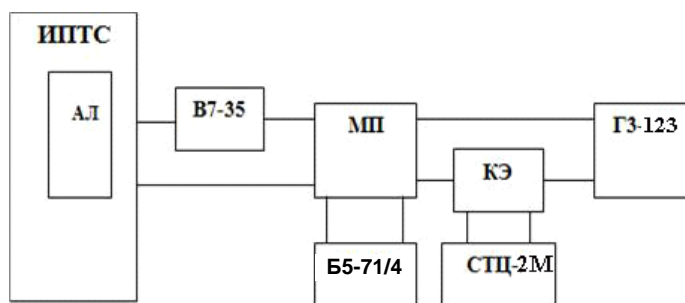 ИПТС
АЛ
В7-35
МП
Г3-123
КЭ
Б5-71/4
СТЦ-2М